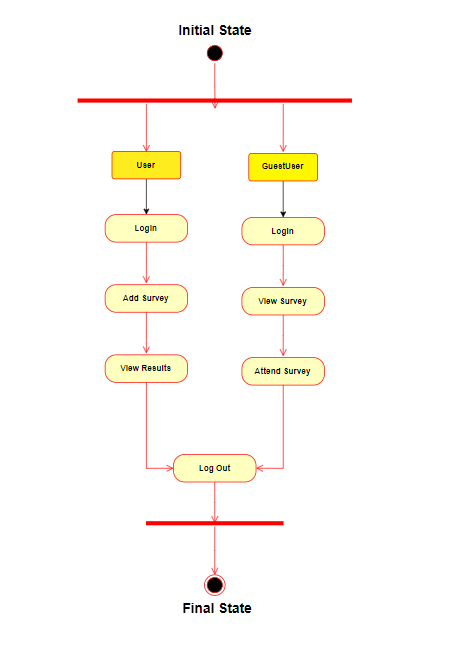 Initial State
User
GuestUser
Login
Login
Add Survey
View Survey
View Results
Attend Survey
Log Out
Final State